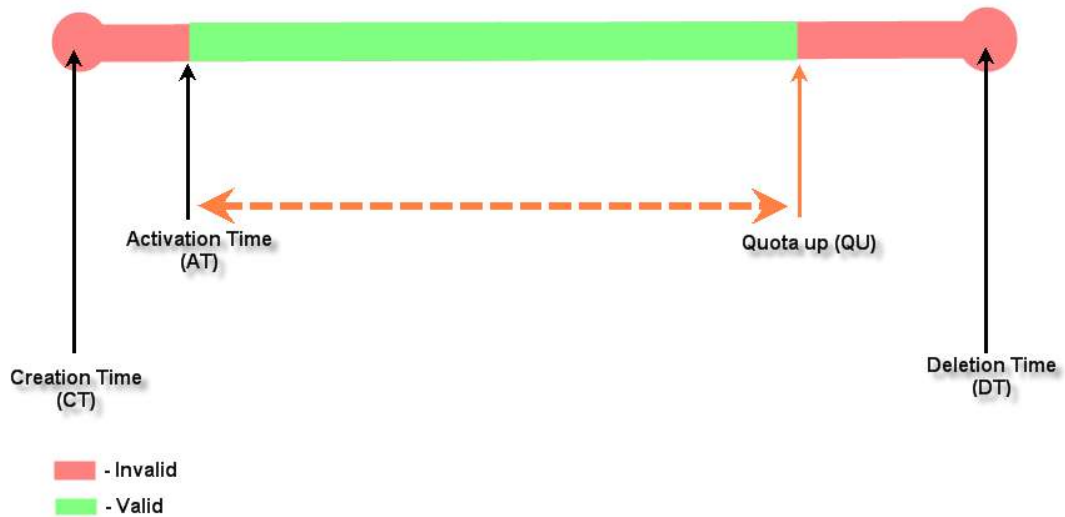 Activation Time
(AT)
Quota up (QU)
Creation Time
(CT)
Deletion Time
(DT)
- Invalid
- Valid